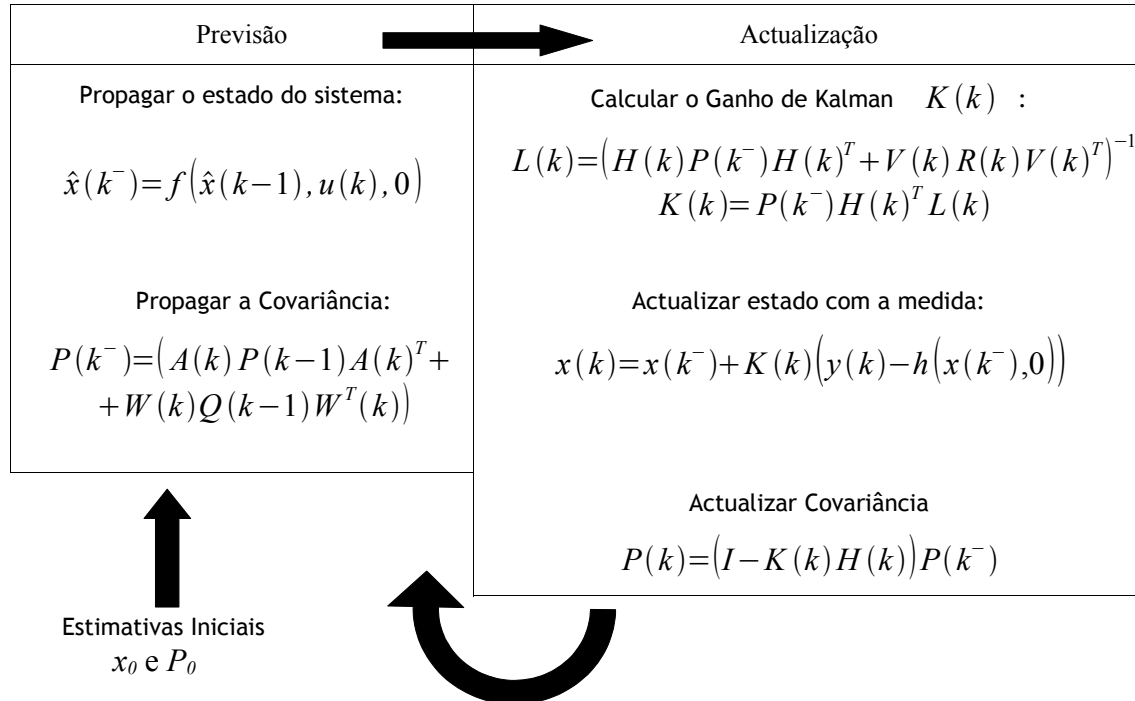 Previsão
Propagar o estado do sistema:
x̂(k⁻)=f(x̂(k−1),u(k),0)
Propagar a Covariância:
P(k⁻)=(A(k)P(k−1)A(k)ᵀ+
+W(k)Q(k−1)Wᵀ(k))
Estimativas Iniciais
x₀ e P₀
Actualização
Calcular o Ganho de Kalman K(k) :
L(k)=(H(k)P(k⁻)H(k)ᵀ+V(k)R(k)V(k)ᵀ)⁻¹
K(k)=P(k⁻)H(k)ᵀL(k)
Actualizar estado com a medida:
x(k)=x(k⁻)+K(k)(y(k)−h(x(k⁻),0))
Actualizar Covariância
P(k)=(I−K(k)H(k))P(k⁻)